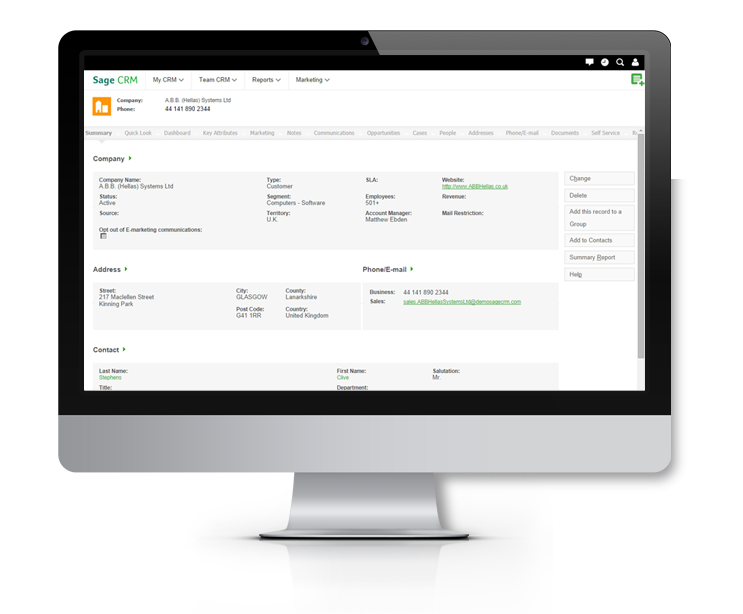 Sage CRM My CRM Team CRM Reports Marketing
Company: A.B.B. (Hellas) Systems Ltd
Phone: 44 141 890 2344
Summary Quick Look Dashboard Key Attributes Marketing Notes Communications Opportunities Cases People Addresses Phone/E-mail Documents Self Service
Company
Company Name: Type: SLA: Website:
A.B.B. (Hellas) Systems Ltd Customer http://www.ABBHellas.co.uk
Status: Segment: Employees: Revenue:
Active Computers - Software 501+
Source: Territory: Account Manager: Mail Restriction:
U.K. Matthew Ebden
Opt out of E-marketing communications:
Change
Delete
Add this record to a
Group
Add to Contacts
Summary Report
Help
Address Phone/E-mail
Street: City: County: Business: 44 141 890 2344
217 Maclellen Street GLASGOW Lanarkshire Sales: sales.ABBHellasSystemsLtd@demosagecrm.com
Kinning Park
Post Code: Country:
G41 1RR United Kingdom
Contact
Last Name: First Name: Salutation:
Stephens Clive Mr.
Title: Department: